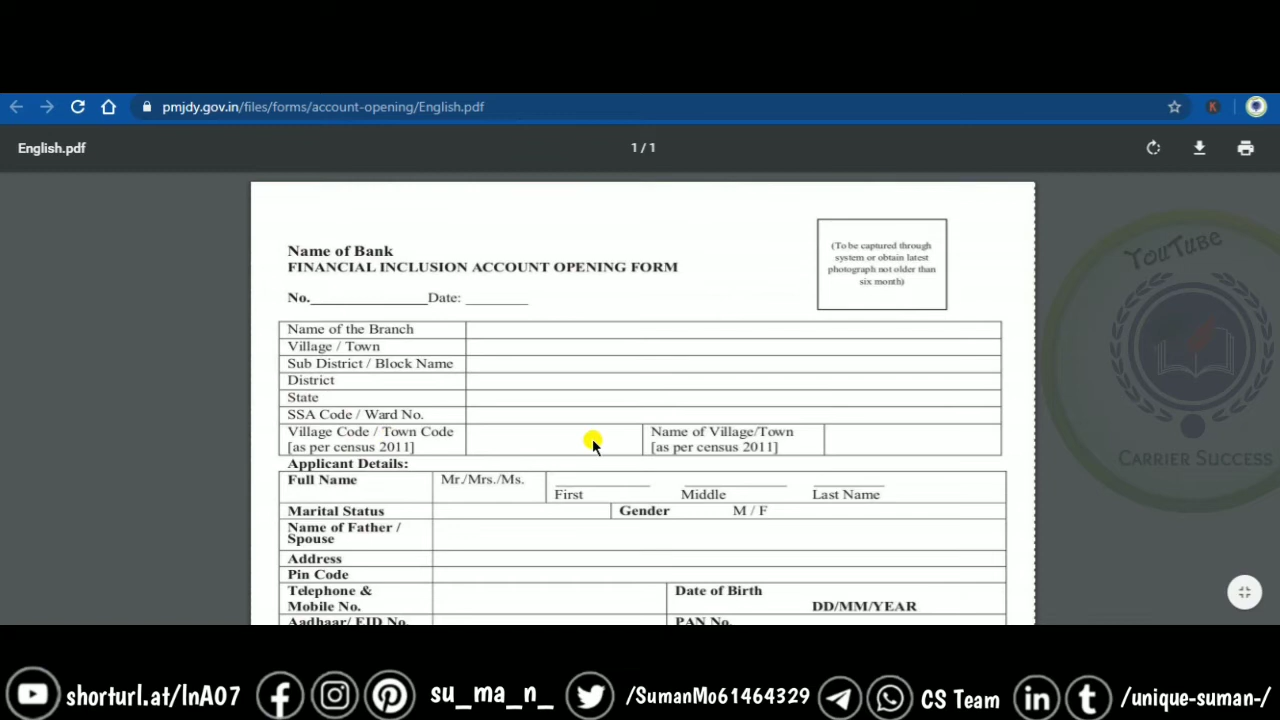 pmjdy.gov.in/files/forms/account-opening/English.pdf
K
English.pdf
1 / 1
Name of Bank
FINANCIAL INCLUSION ACCOUNT OPENING FORM
(To be captured through
system or obtain latest
photograph not older than
six month)
No.______________Date: ________
Name of the Branch
Village / Town
Sub District / Block Name
District
State
SSA Code / Ward No.
Village Code / Town Code
[as per census 2011]
Name of Village/Town
[as per census 2011]
Applicant Details:
Full Name
Mr./Mrs./Ms.
First
Middle
Last Name
Marital Status
Gender
M / F
Name of Father /
Spouse
Address
Pin Code
Telephone &
Mobile No.
Date of Birth
DD/MM/YEAR
Aadhaar/ EID No.
PAN No.
YouTube
CARRIER SUCCESS
shorturl.at/lnA07
su_ma_n_
/SumanMo61464329
CS Team
/unique-suman-/